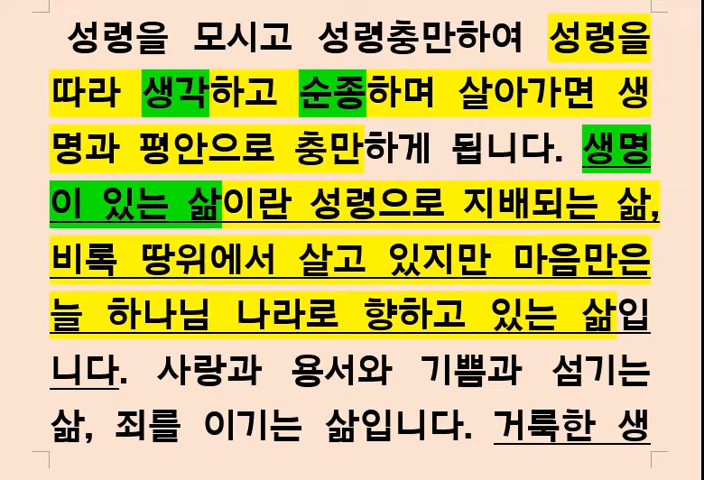 성령을 모시고 성령충만하여 성령을
따라 생각하고 순종하며 살아가면 생
명과 평안으로 충만하게 됩니다. 생명
이 있는 삶이란 성령으로 지배되는 삶,
비록 땅위에서 살고 있지만 마음만은
늘 하나님 나라로 향하고 있는 삶입
니다. 사랑과 용서와 기쁨과 섬기는
삶, 죄를 이기는 삶입니다. 거룩한 생